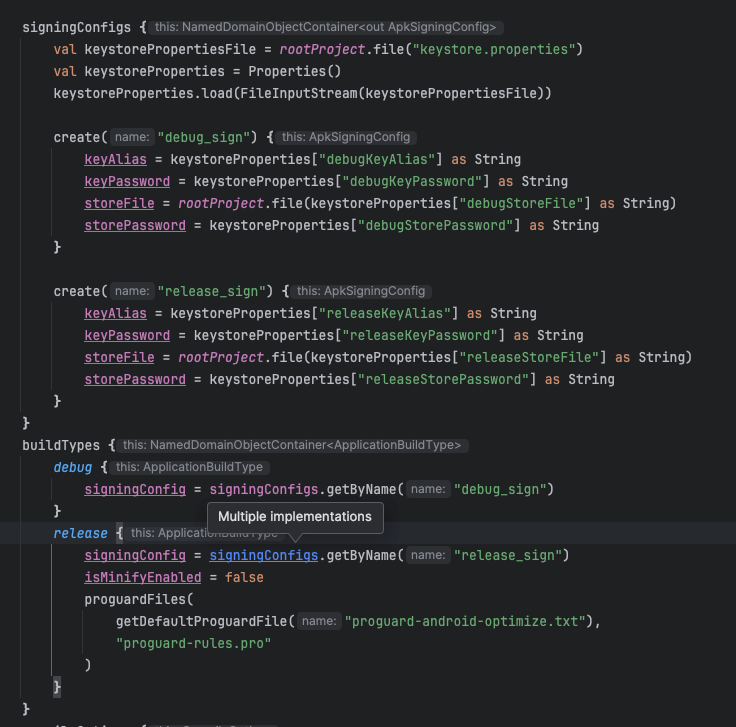 signingConfigs { this: NamedDomainObjectContainer<out ApkSigningConfig>
val keystorePropertiesFile = rootProject.file("keystore.properties")
val keystoreProperties = Properties()
keystoreProperties.load(FileInputStream(keystorePropertiesFile))
create( name: "debug_sign") { this: ApkSigningConfig
keyAlias = keystoreProperties["debugKeyAlias"] as String
keyPassword = keystoreProperties["debugKeyPassword"] as String
storeFile = rootProject.file(keystoreProperties["debugStoreFile"] as String)
storePassword = keystoreProperties["debugStorePassword"] as String
}
create( name: "release_sign") { this: ApkSigningConfig
keyAlias = keystoreProperties["releaseKeyAlias"] as String
keyPassword = keystoreProperties["releaseKeyPassword"] as String
storeFile = rootProject.file(keystoreProperties["releaseStoreFile"] as String)
storePassword = keystoreProperties["releaseStorePassword"] as String
}
}
buildTypes { this: NamedDomainObjectContainer<ApplicationBuildType>
debug { this: ApplicationBuildType
signingConfig = signingConfigs.getByName( name: "debug_sign")
}
Multiple implementations
release { this: ApplicationBuildType
signingConfig = signingConfigs.getByName( name: "release_sign")
isMinifyEnabled = false
proguardFiles(
getDefaultProguardFile( name: "proguard-android-optimize.txt"),
"proguard-rules.pro"
)
}
}